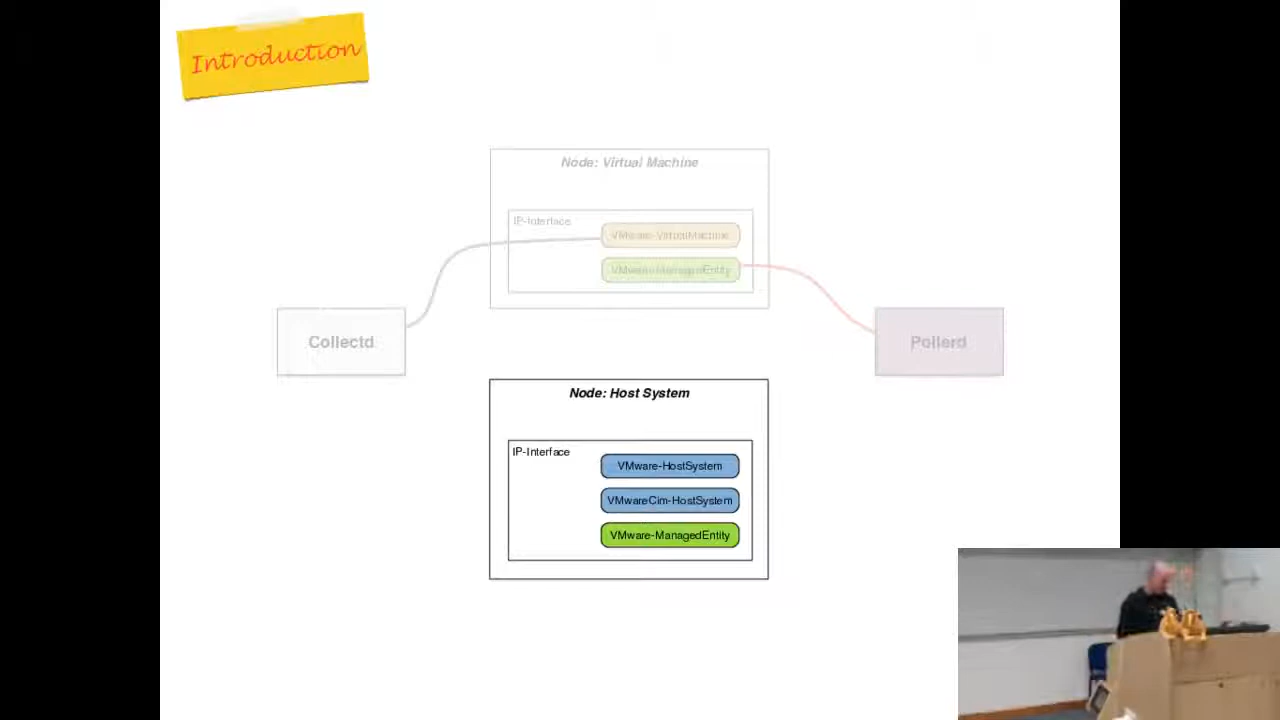 Introduction
Node: Virtual Machine
IP-Interface
VMware-VirtualMachine
VMware-ManagedEntity
Collectd
Pollerd
Node: Host System
IP-Interface
VMware-HostSystem
VMwareCim-HostSystem
VMware-ManagedEntity